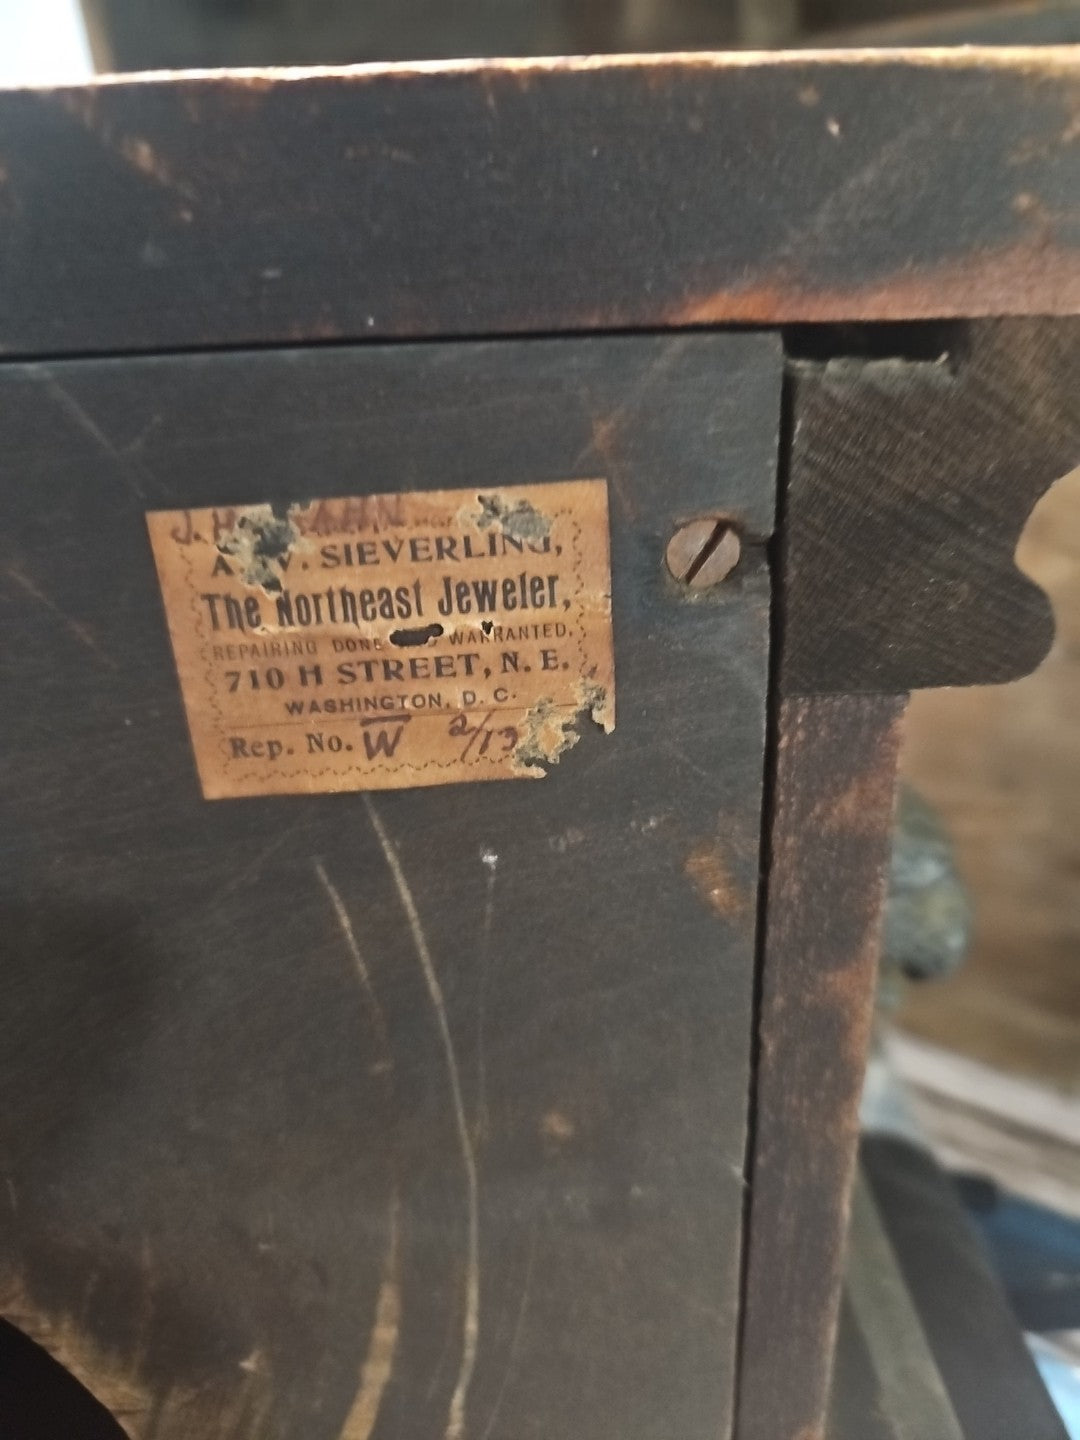 J. H
A. W. SIEVERLING,
The Northeast Jeweler,
REPAIRING DONE WARRANTED.
710 H STREET, N. E.
WASHINGTON, D. C.
Rep. No. W 2/13